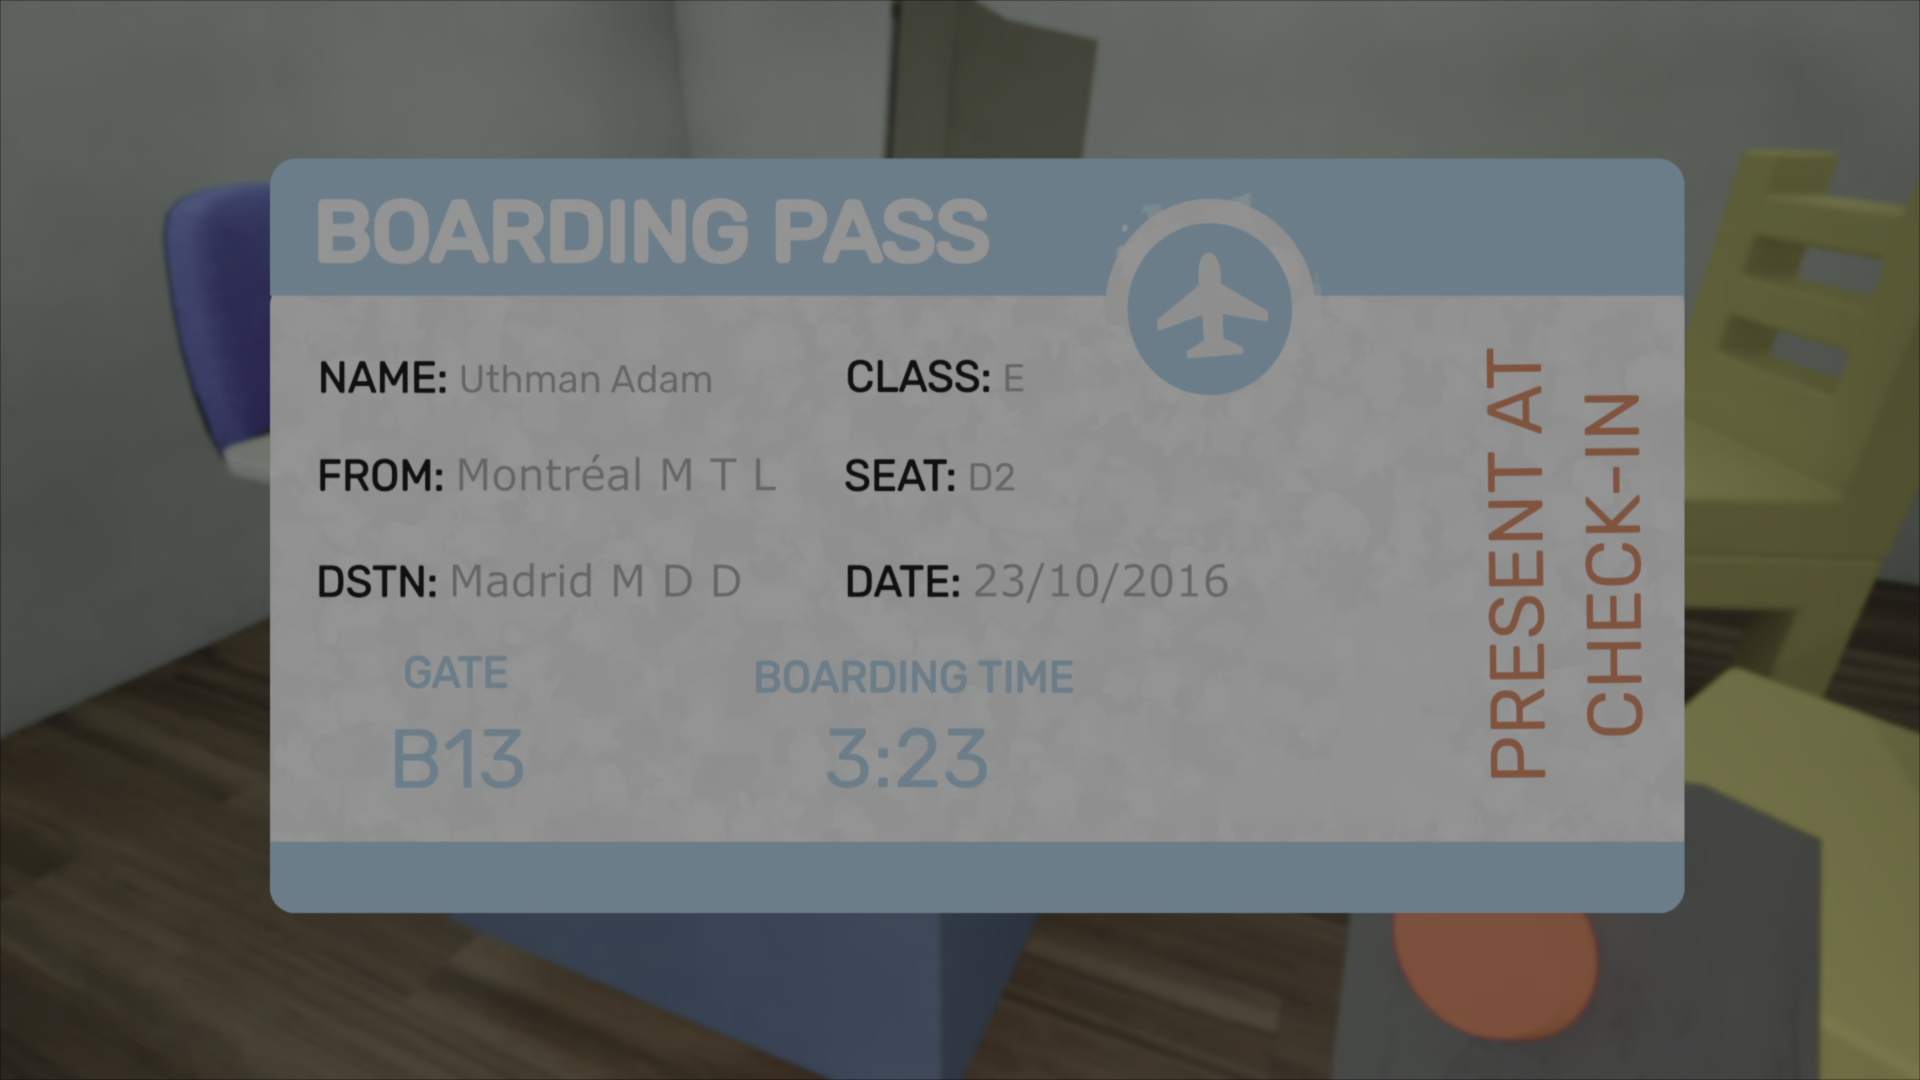 BOARDING PASS
NAME: Uthman Adam
CLASS: E
FROM: Montréal M T L
SEAT: D2
DSTN: Madrid M D D
DATE: 23/10/2016
GATE
BOARDING TIME
B13
3:23
PRESENT AT
CHECK-IN